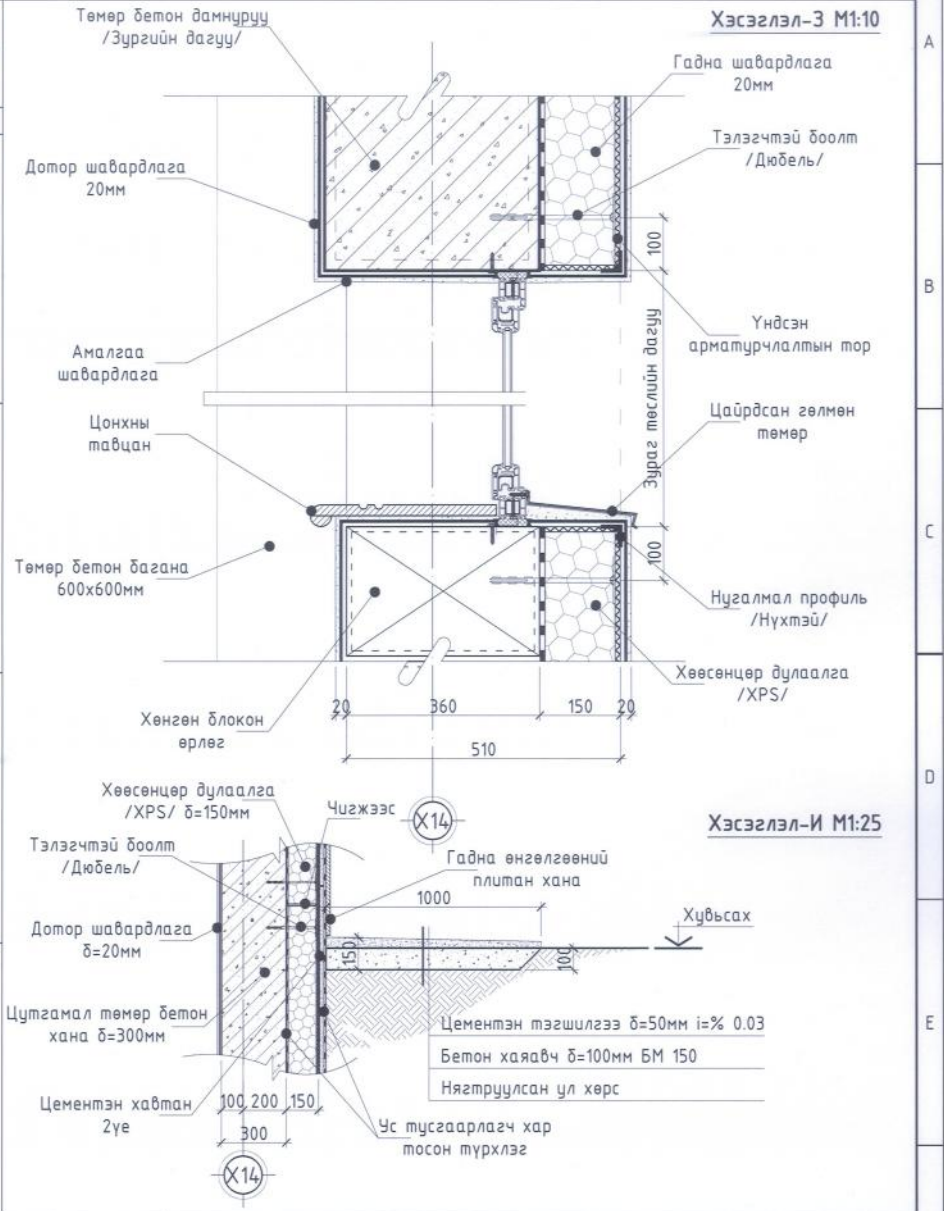 Төмөр бетон дамнуруу
/Зургийн дагуу/
Хэсэглэл-З М1:10
A
Гадна шавардлага
20мм
Тэлэгчтэй боолт
/Дюбель/
Дотор шавардлага
20мм
100
B
Үндсэн
арматурчлалтын тор
Амалгаа
шавардлага
Зураг төслийн дагуу
Цонхны
тавцан
Цайрдсан гөлмөн
төмөр
C
100
Төмөр бетон багана
600х600мм
Нугалмал профиль
/Нүхтэй/
Хөөсөнцөр дулаалга
/XPS/
20
360
150
20
Хөнгөн блокон
өрлөг
510
D
Хөөсөнцөр дулаалга
/XPS/ δ=150мм
Чигжээс
X14
Хэсэглэл-И М1:25
Тэлэгчтэй боолт
/Дюбель/
Гадна өнгөлгөөний
плитан хана
1000
Хувьсах
Дотор шавардлага
δ=20мм
150
100
Цутгамал төмөр бетон
хана δ=300мм
Цементэн тэгшилгээ δ=50мм i=% 0.03
E
Бетон хаяавч δ=100мм БМ 150
Нягтруулсан ул хөрс
Цементэн хавтан
2үе
100
200
150
300
Ус тусгаарлагч хар
тосон түрхлэг
X14